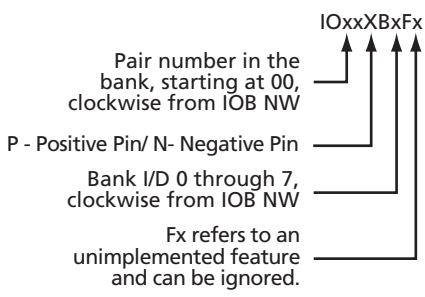 IOxxXBxFx
Pair number in the
bank, starting at 00,
clockwise from IOB NW
P - Positive Pin/ N- Negative Pin
Bank I/D 0 through 7,
clockwise from IOB NW
Fx refers to an
unimplemented feature
and can be ignored.